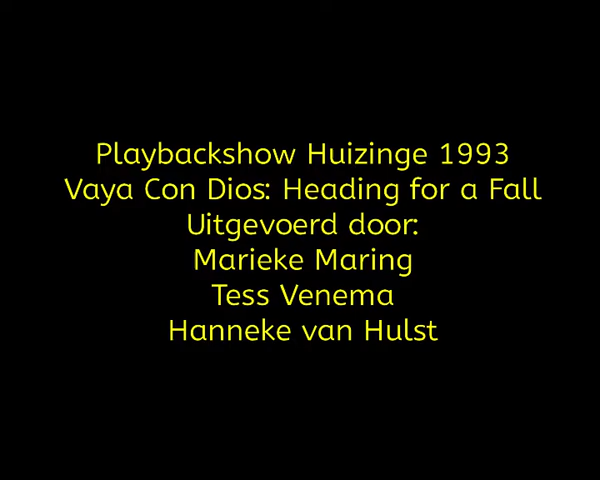 Playbackshow Huizinge 1993
Vaya Con Dios: Heading for a Fall
Uitgevoerd door:
Marieke Maring
Tess Venema
Hanneke van Hulst